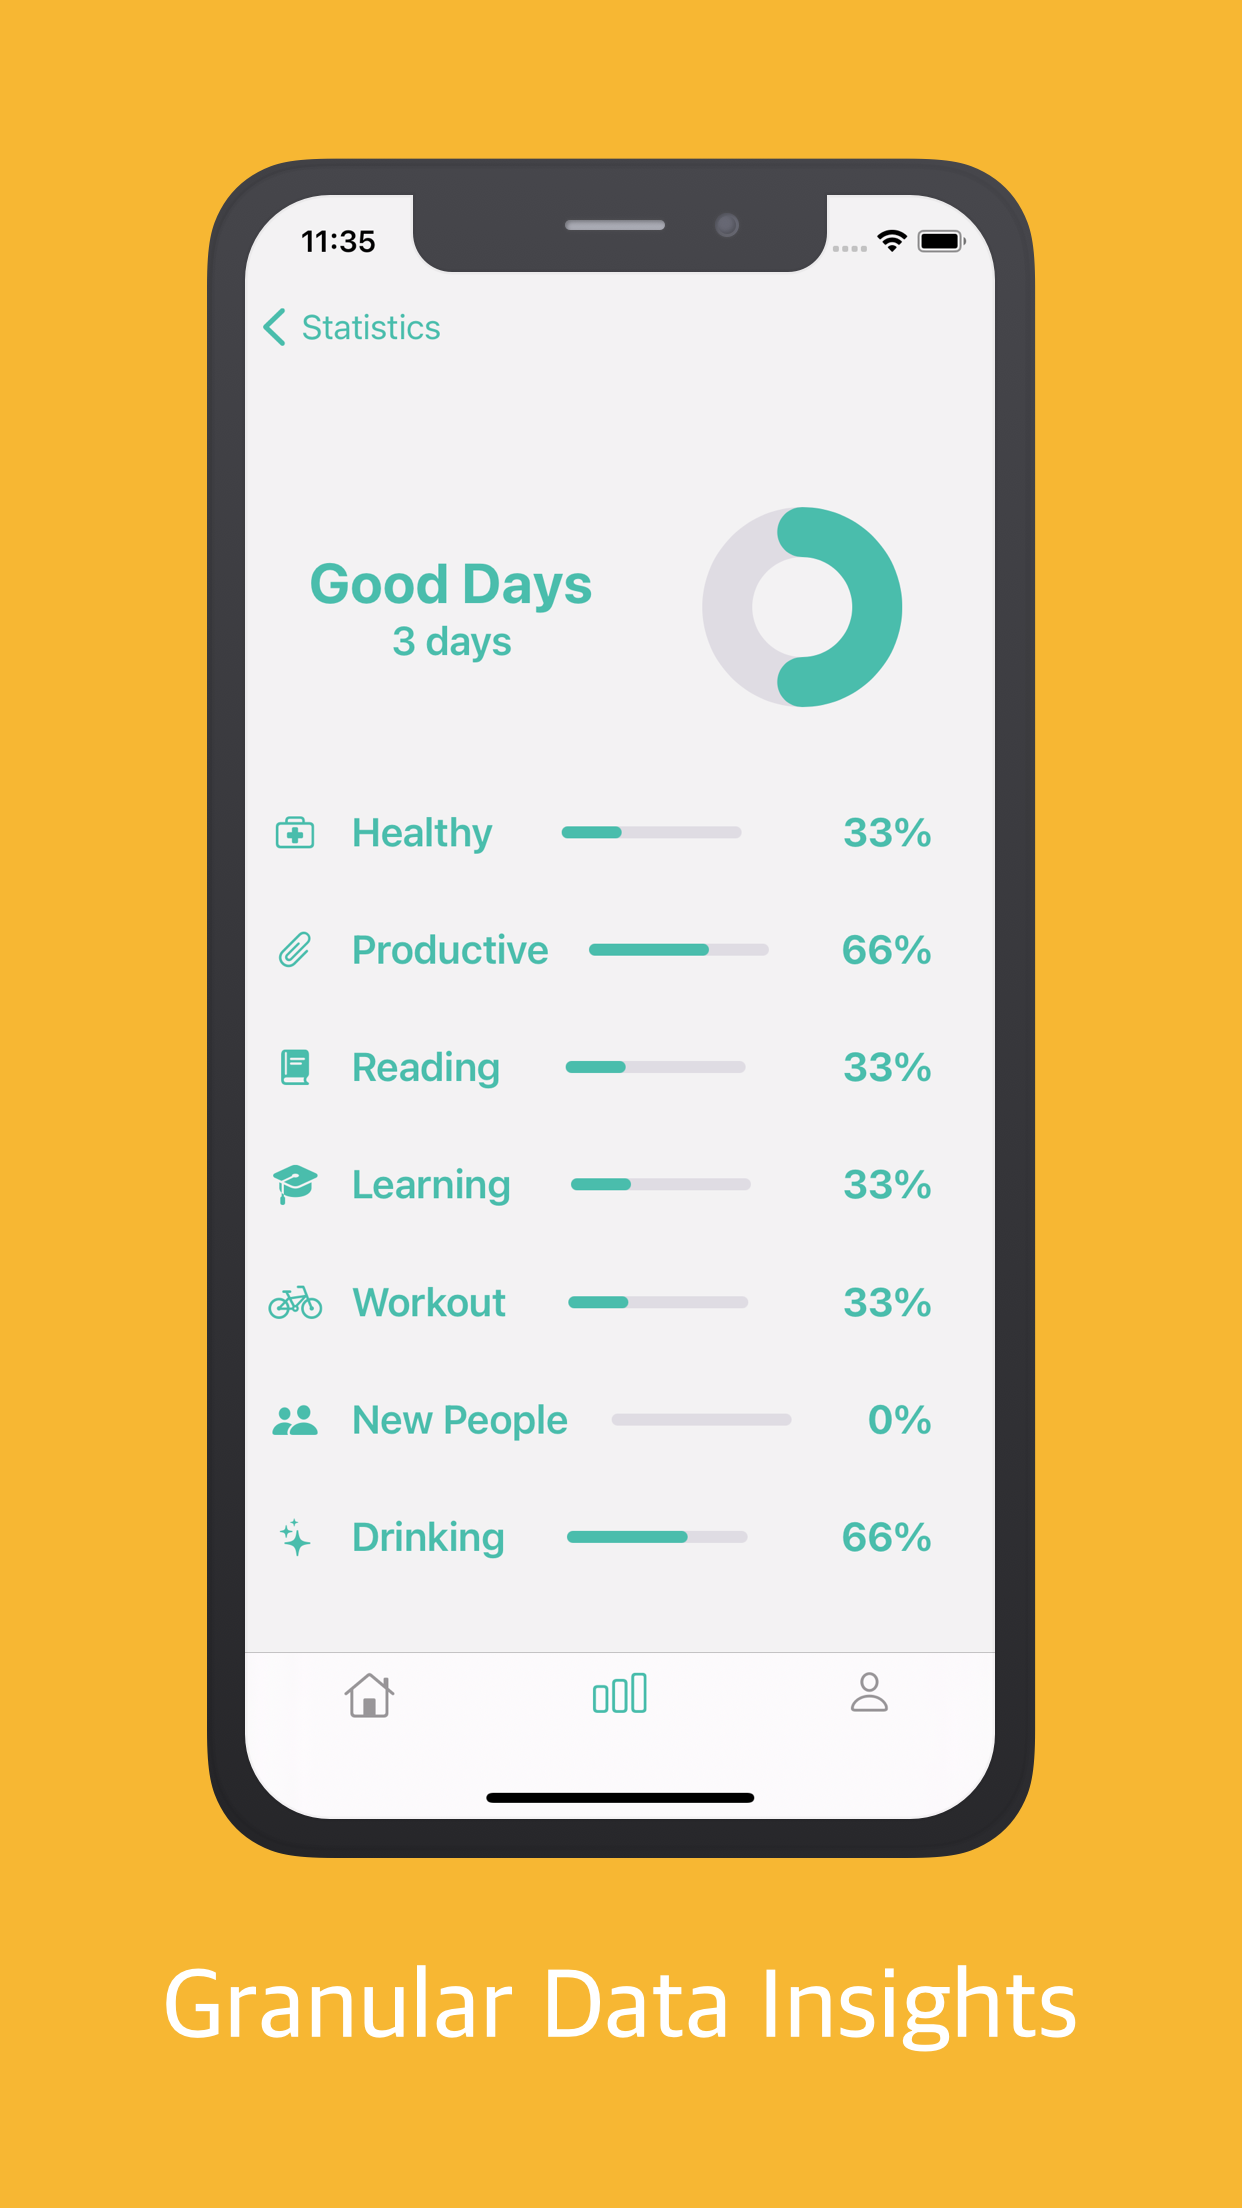 11:35
Statistics
Good Days
3 days
Healthy 33%
Productive 66%
Reading 33%
Learning 33%
Workout 33%
New People 0%
Drinking 66%
Granular Data Insights